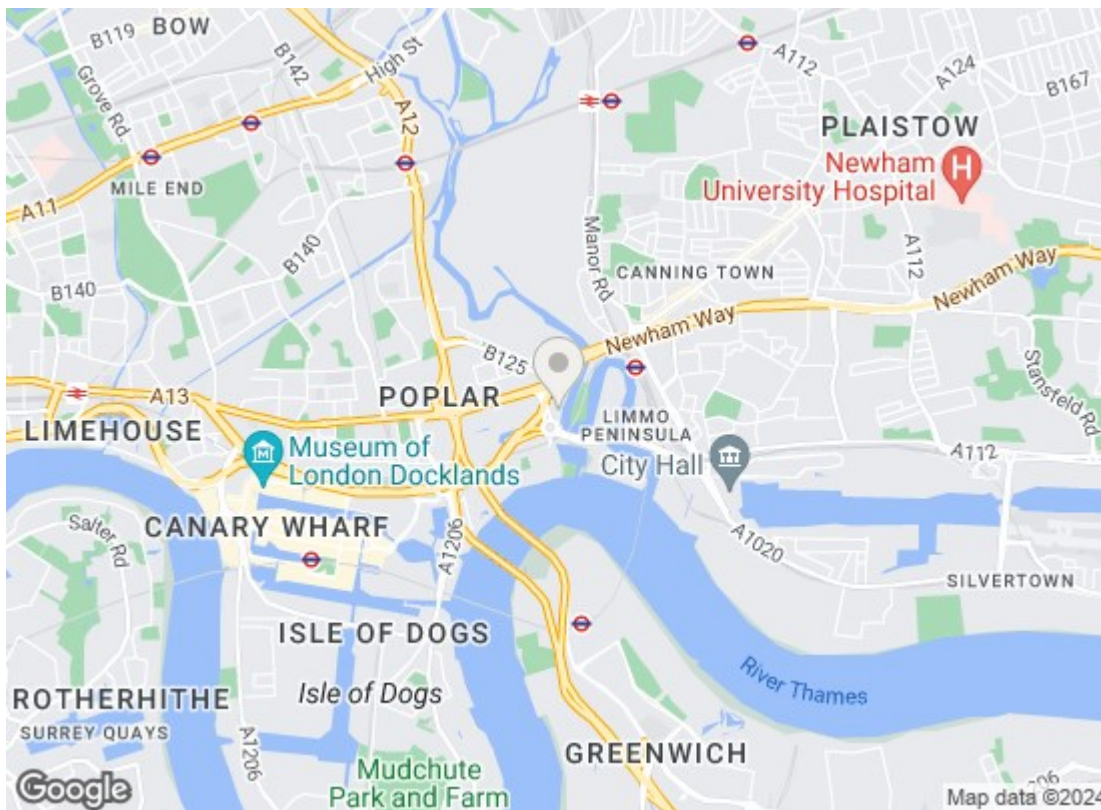 B119
BOW
B142
High St
A112
A124
B167
Grove Rd
A12
PLAISTOW
Newham
University Hospital
H
MILE END
A11
Manor Rd
A112
B140
B140
CANNING TOWN
Newham Way
Newham Way
Newham Way
B125
Stansfeld Rd
A13
POPLAR
LIMEHOUSE
LIMMO
PENINSULA
Museum of
London Docklands
M
City Hall
A112
CANARY WHARF
Salter Rd
A1206
A1020
SILVERTOWN
ISLE OF DOGS
Isle of Dogs
River Thames
ROTHERHITHE
SURREY QUAYS
A1206
GREENWICH
Mudchute
Park and Farm
Google
Map data ©2024